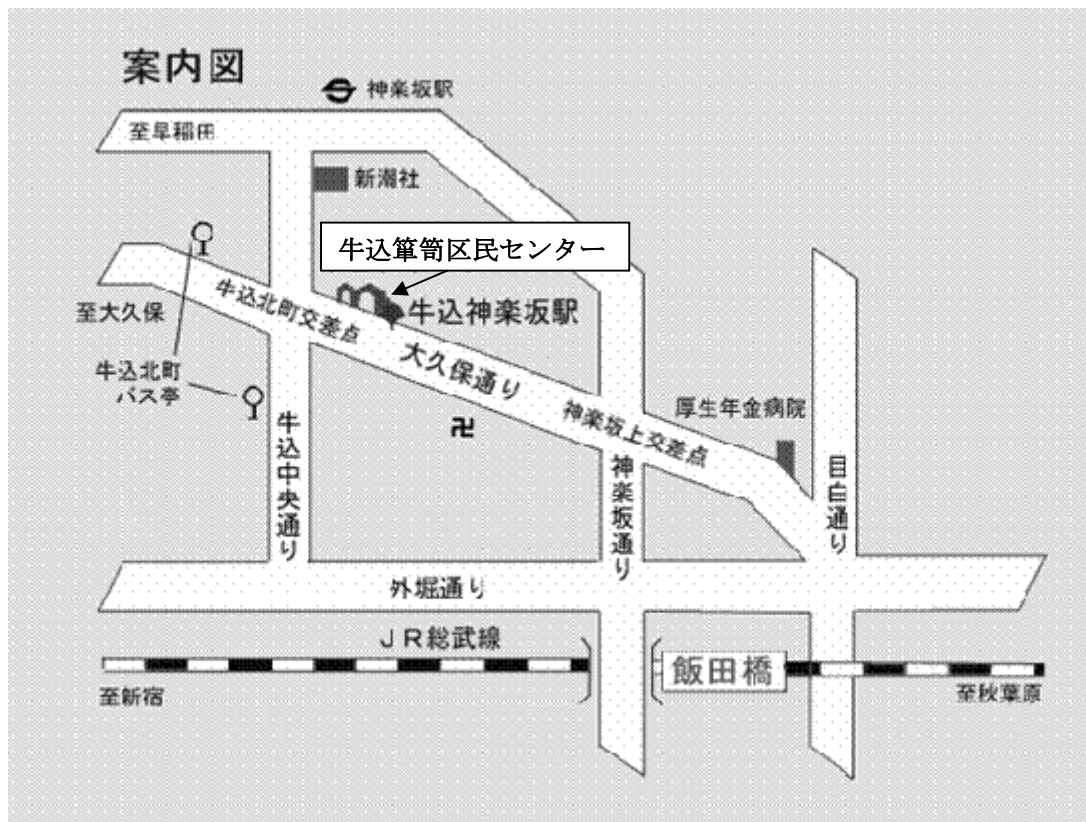 案内図
神楽坂駅
至早稲田
新潮社
牛込箪笥区民センター
牛込神楽坂駅
至大久保
牛込北町交差点
大久保通り
牛込北町
バス亭
卍
厚生年金病院
神楽坂上交差点
牛込中央通り
神楽坂通り
目白通り
外堀通り
JR総武線
飯田橋
至新宿
至秋葉原